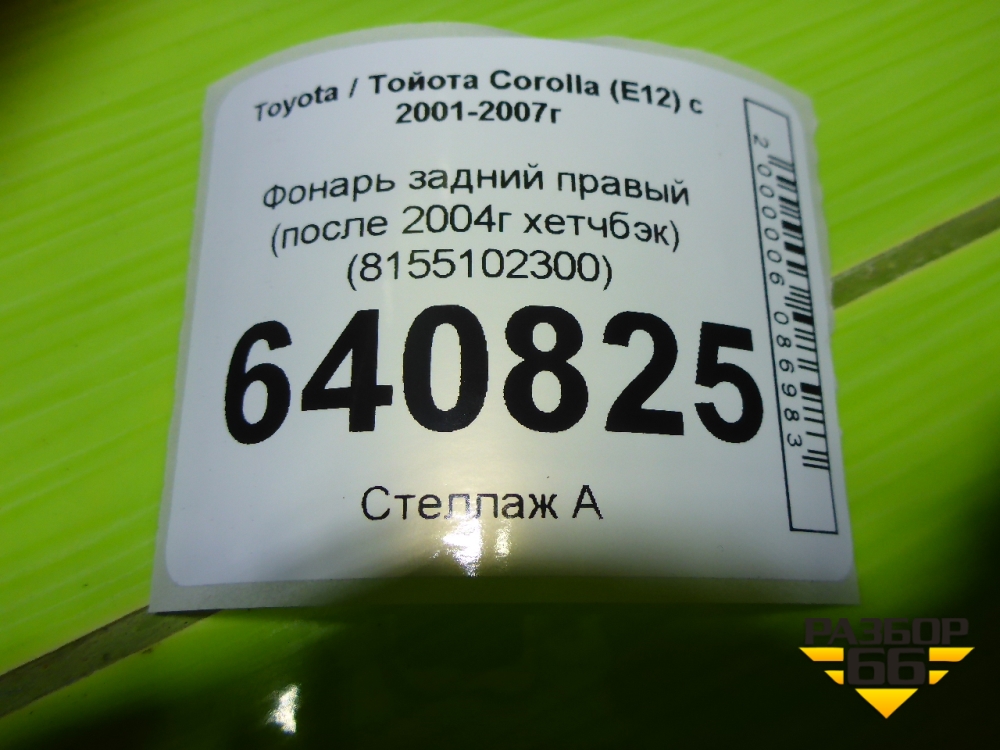 Toyota / Тойота Corolla (E12) с
2001-2007г
Фонарь задний правый
(после 2004г хетчбэк)
(8155102300)
640825
Стеллаж А
2000006086983
РАЗБОР
66